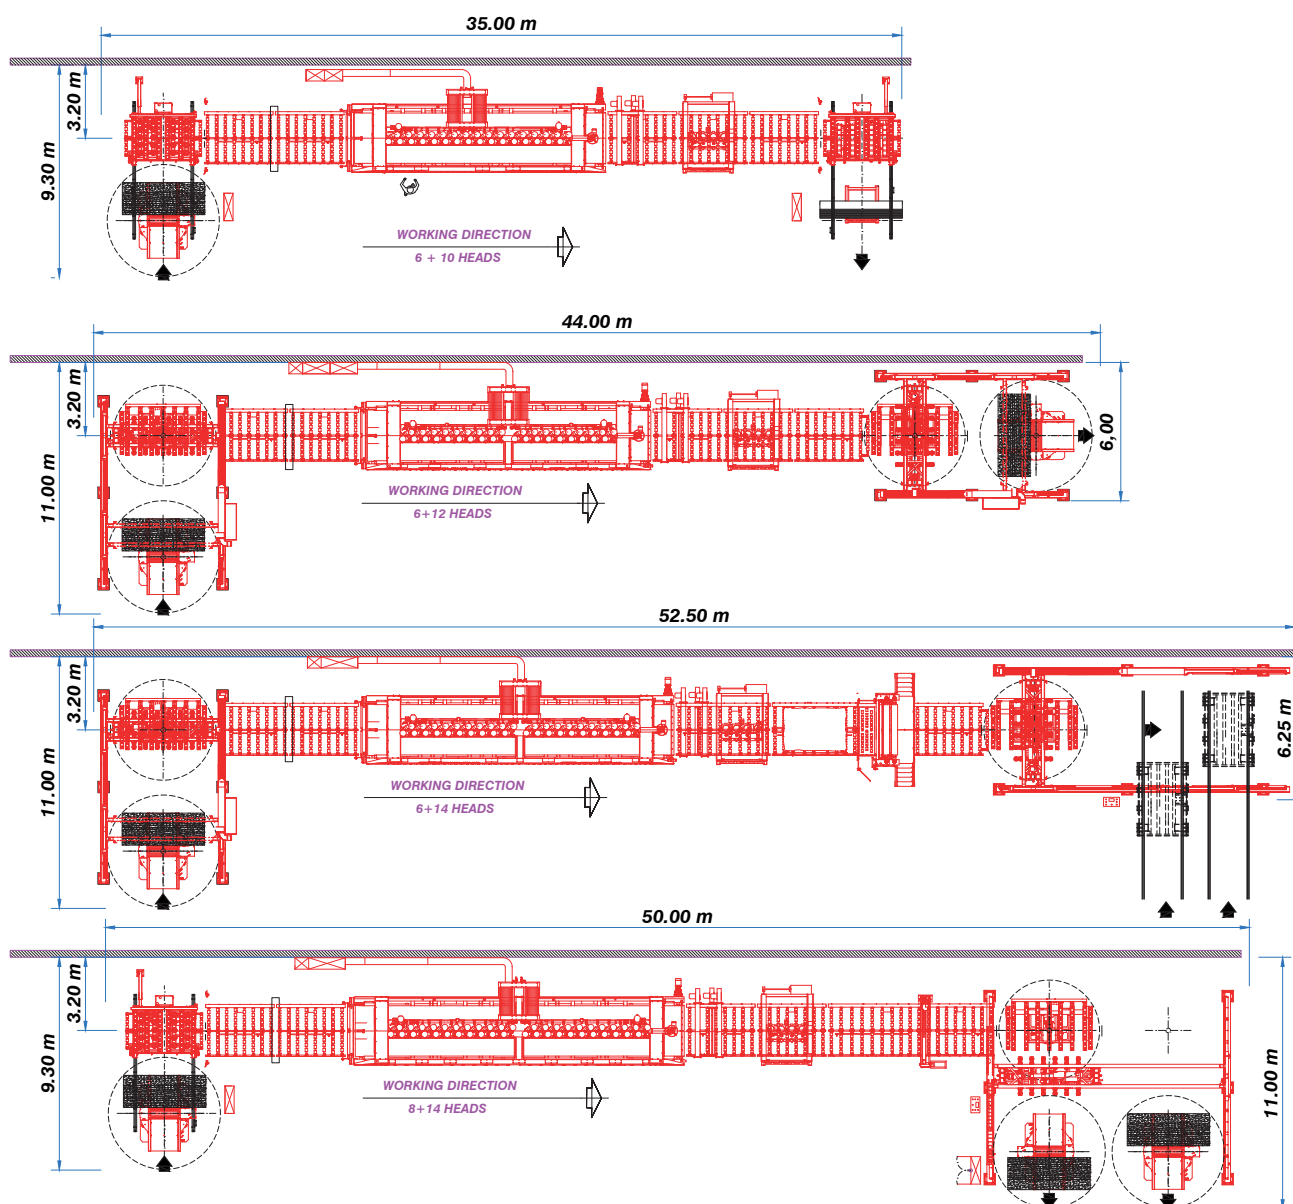 35.00 m
3.20 m
9.30 m
WORKING DIRECTION
6 + 10 HEADS
44.00 m
3.20 m
11.00 m
6,00
WORKING DIRECTION
6+12 HEADS
52.50 m
3.20 m
11.00 m
6.25 m
WORKING DIRECTION
6+14 HEADS
50.00 m
3.20 m
9.30 m
11.00 m
WORKING DIRECTION
8+14 HEADS